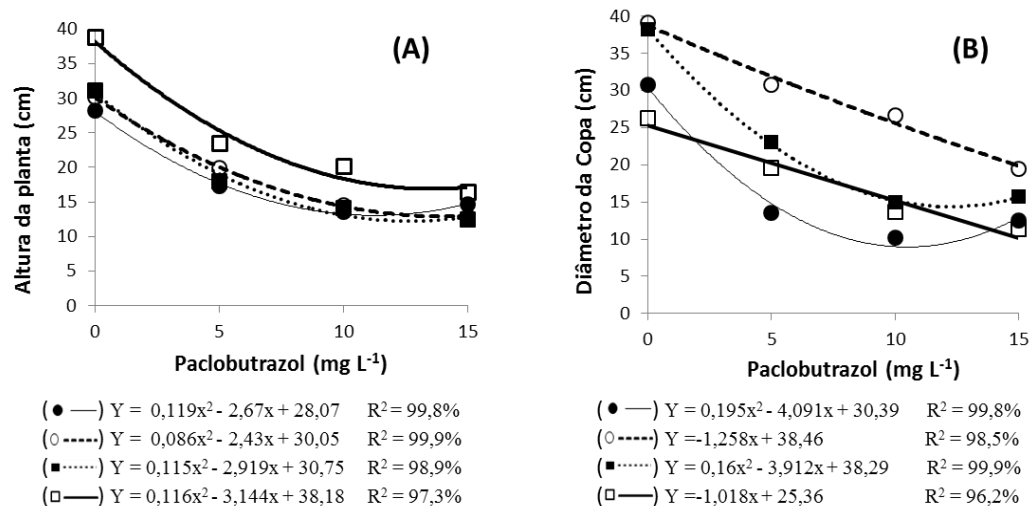 (A)
Altura da planta (cm)
40
35
30
25
20
15
10
5
0
0 5 10 15
Paclobutrazol (mg L⁻¹)
(●) Y = 0,119x² - 2,67x + 28,07 R² = 99,8%
(○) Y = 0,086x² - 2,43x + 30,05 R² = 99,9%
(■) Y = 0,115x² - 2,919x + 30,75 R² = 98,9%
(□) Y = 0,116x² - 3,144x + 38,18 R² = 97,3%
(B)
Diâmetro da Copa (cm)
40
35
30
25
20
15
10
5
0
0 5 10 15
Paclobutrazol (mg L⁻¹)
(●) Y = 0,195x² - 4,091x + 30,39 R² = 99,8%
(○) Y =-1,258x + 38,46 R² = 98,5%
(■) Y = 0,16x² - 3,912x + 38,29 R² = 99,9%
(□) Y =-1,018x + 25,36 R² = 96,2%